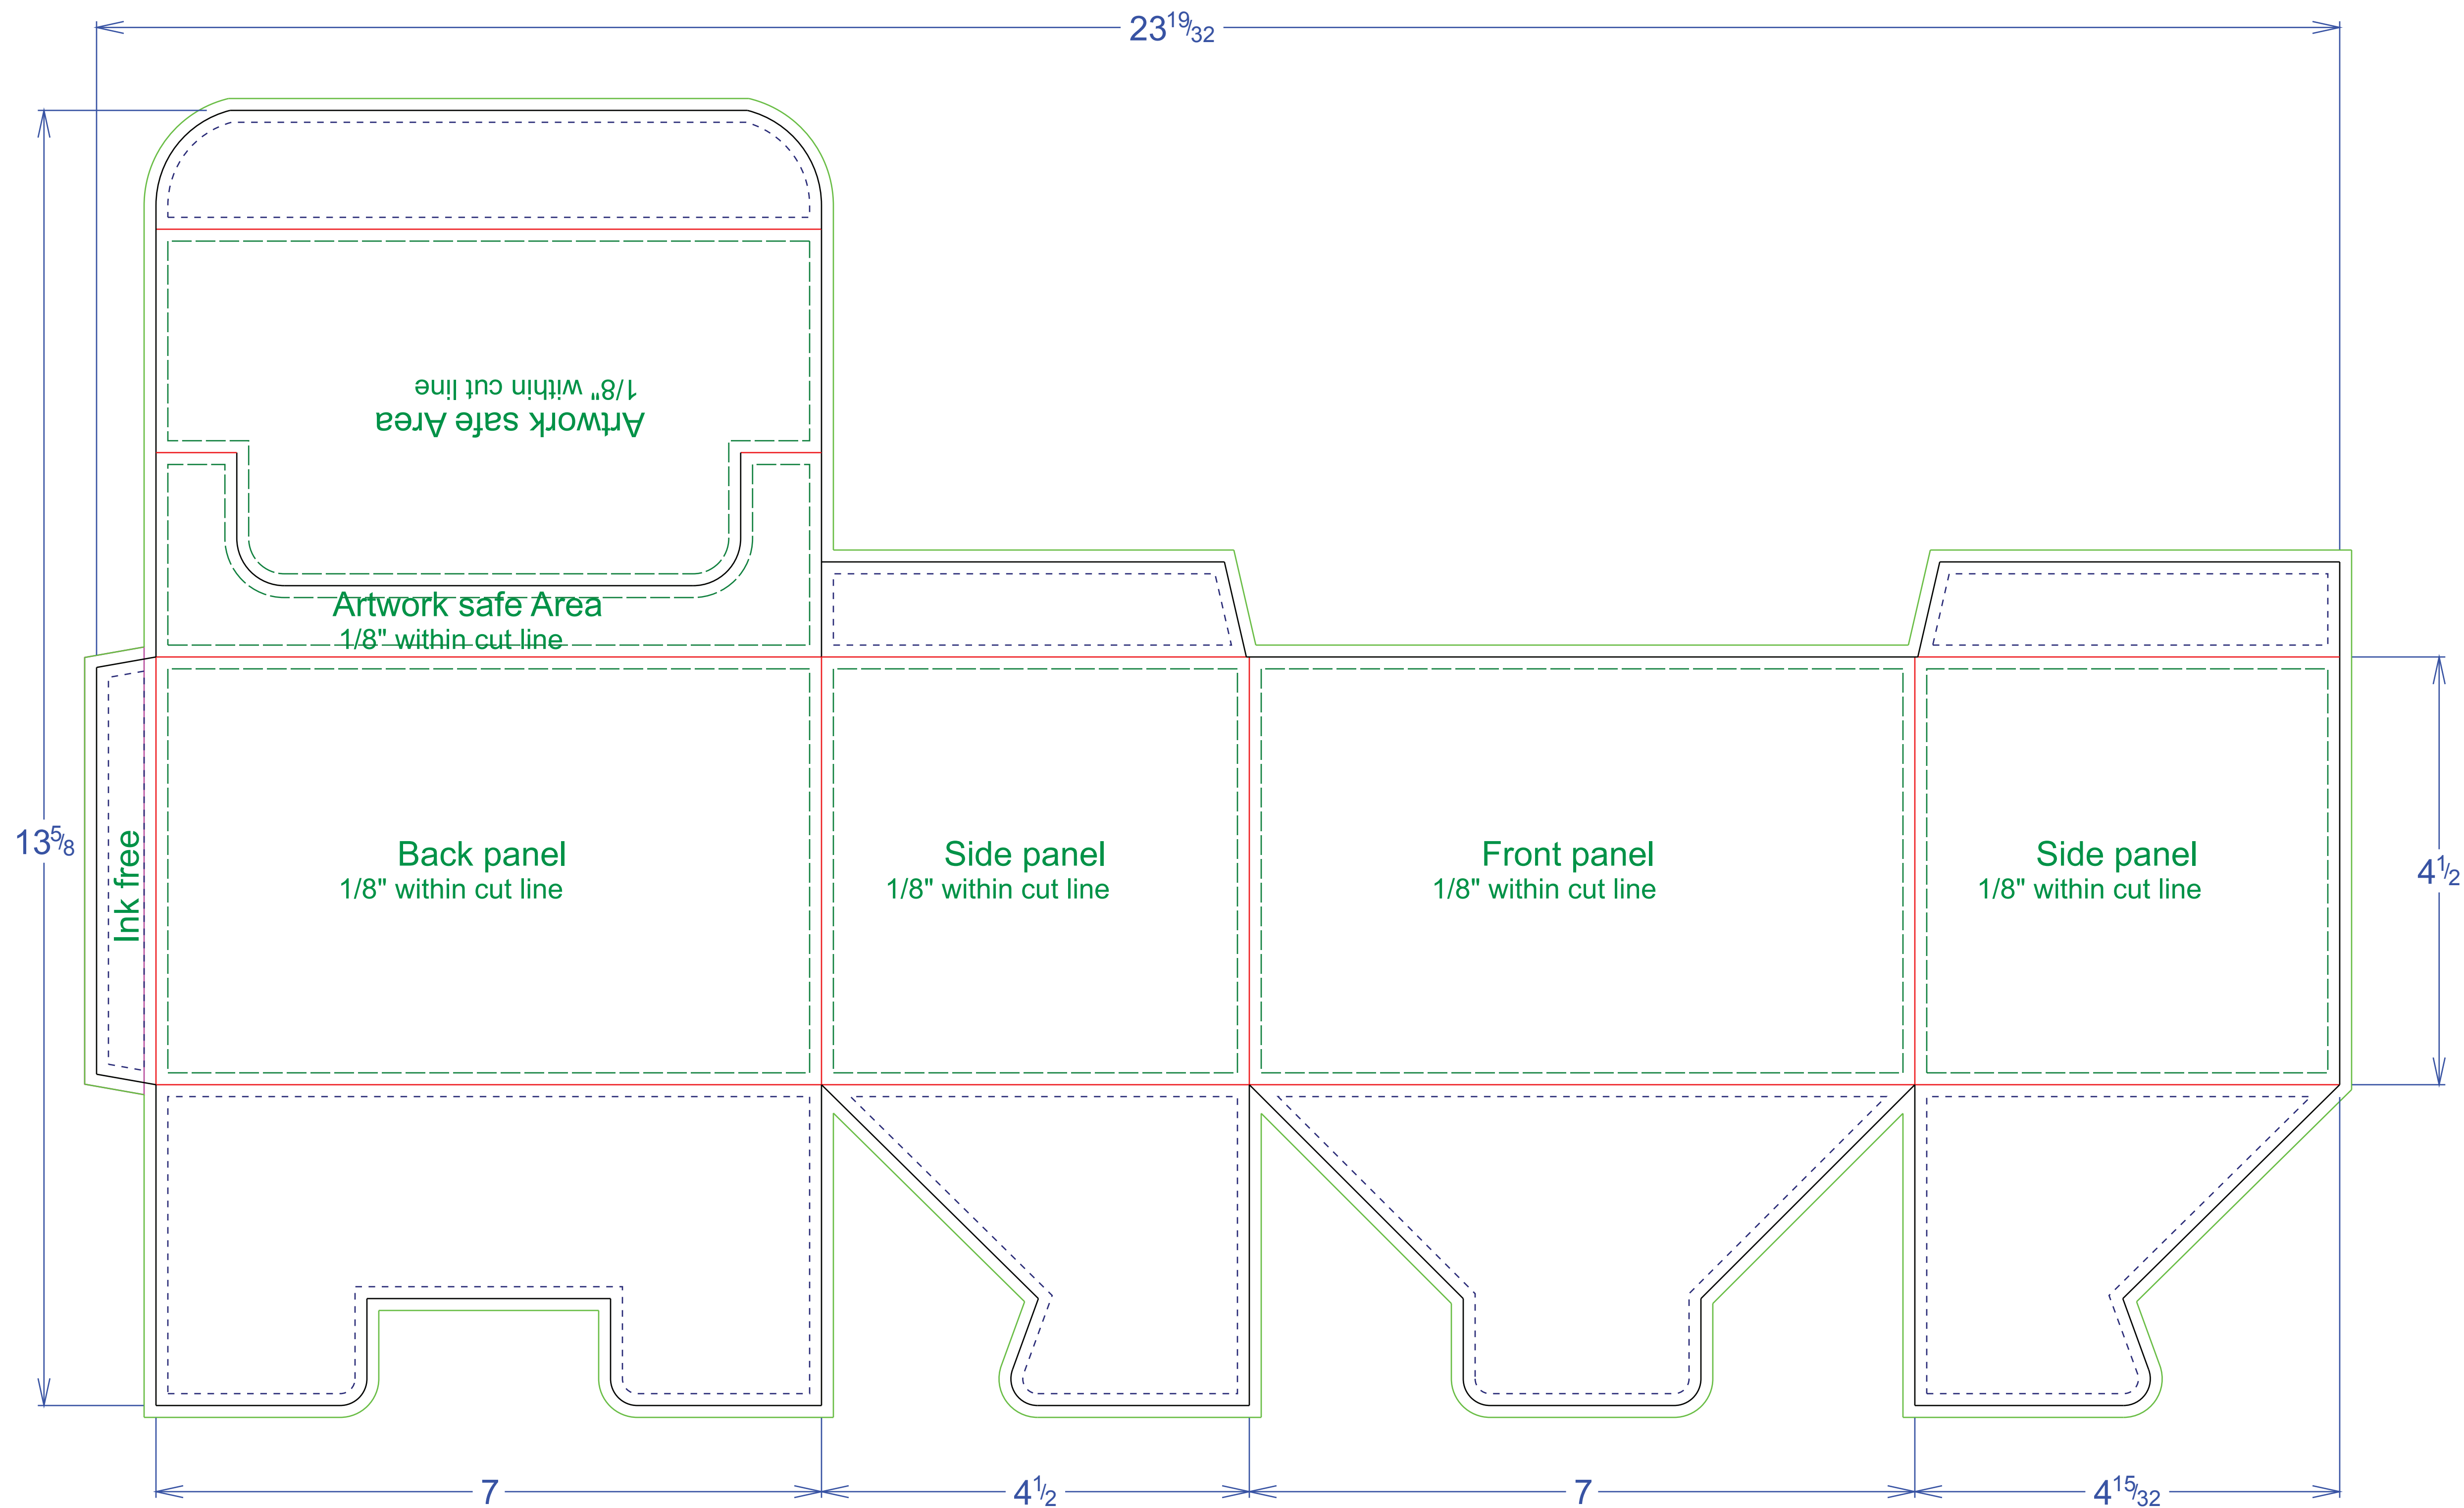 23 19/32
1/8" within cut line
Artwork safe Area
Artwork safe Area
1/8" within cut line
13 5/8
Ink free
Back panel
1/8" within cut line
Side panel
1/8" within cut line
Front panel
1/8" within cut line
Side panel
1/8" within cut line
4 1/2
7
4 1/2
7
4 15/32